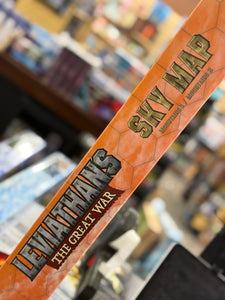 LEVIATHANS
THE GREAT WAR
SKY MAP